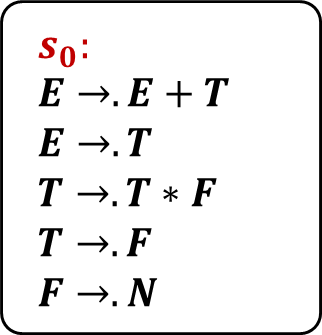 s₀:
E →. E + T
E →. T
T →. T * F
T →. F
F →. N